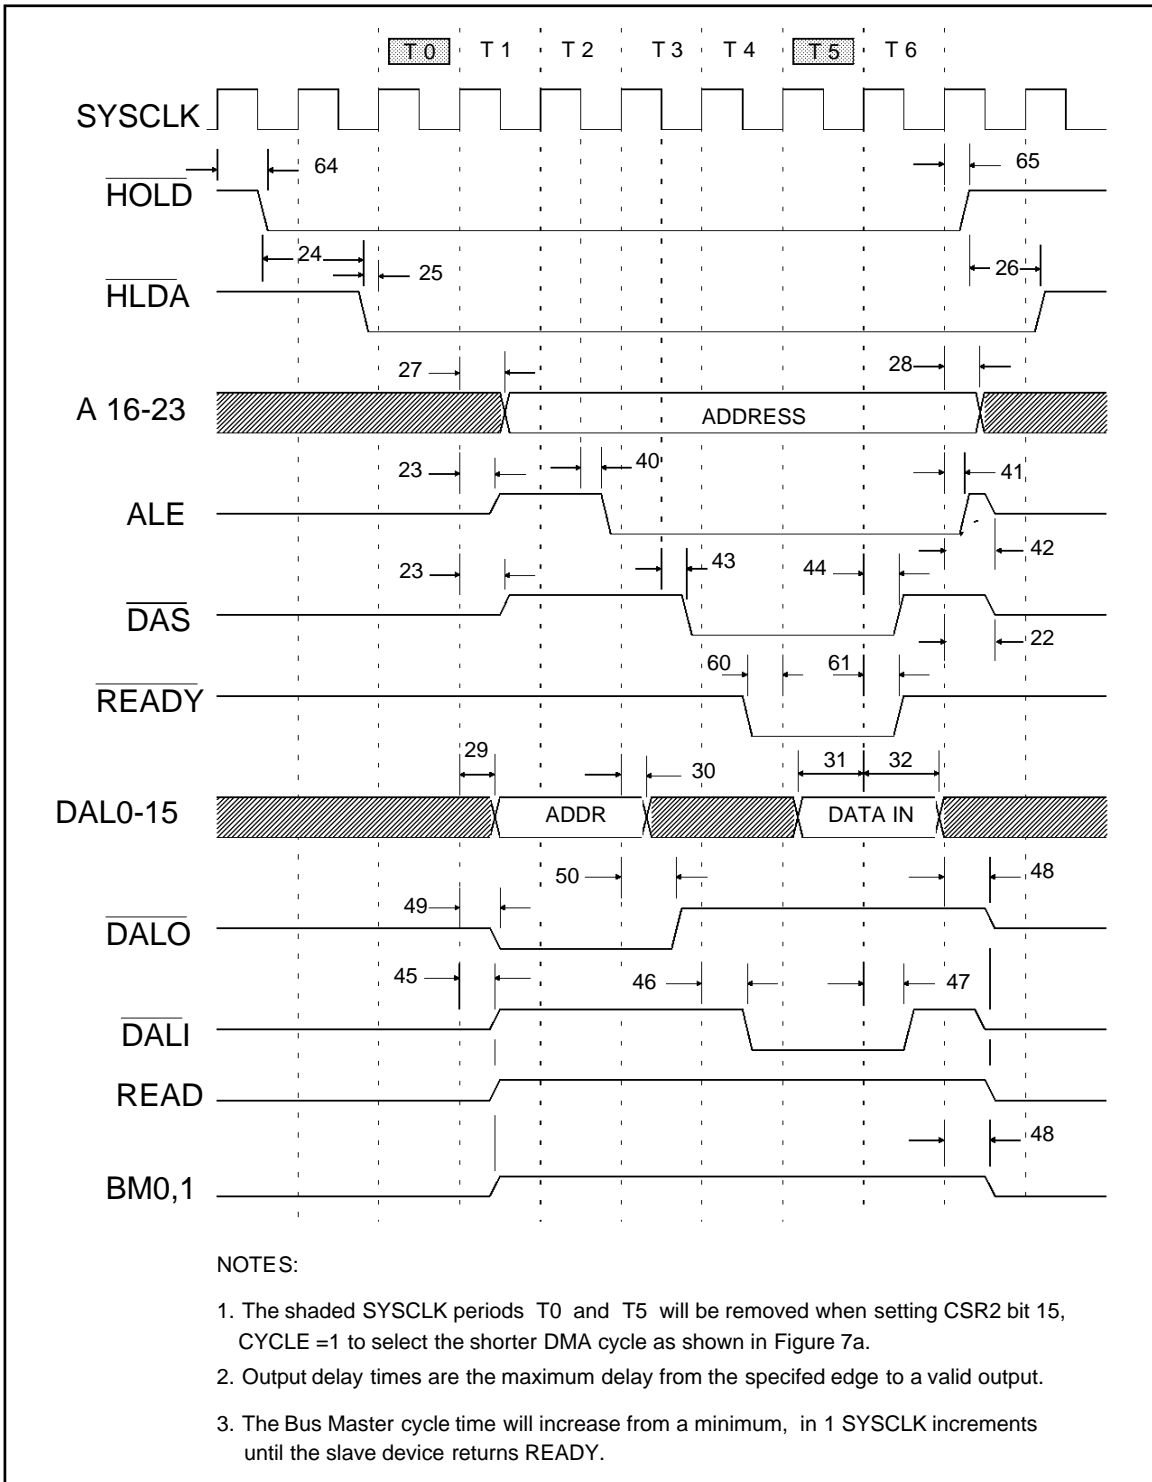 T 0 T 1 T 2 T 3 T 4 T 5 T 6
SYSCLK
64 65
HOLD
24 25 26
HLDA
27 28
A 16-23 ADDRESS
23 40 41
ALE
42
23 43 44
DAS
22
60 61
READY
29 30 31 32
DAL0-15 ADDR DATA IN
50 48
49
DALO
45 46 47
DALI
READ
48
BM0,1
NOTES:
1. The shaded SYSCLK periods T0 and T5 will be removed when setting CSR2 bit 15,
CYCLE =1 to select the shorter DMA cycle as shown in Figure 7a.
2. Output delay times are the maximum delay from the specifed edge to a valid output.
3. The Bus Master cycle time will increase from a minimum, in 1 SYSCLK increments
until the slave device returns READY.